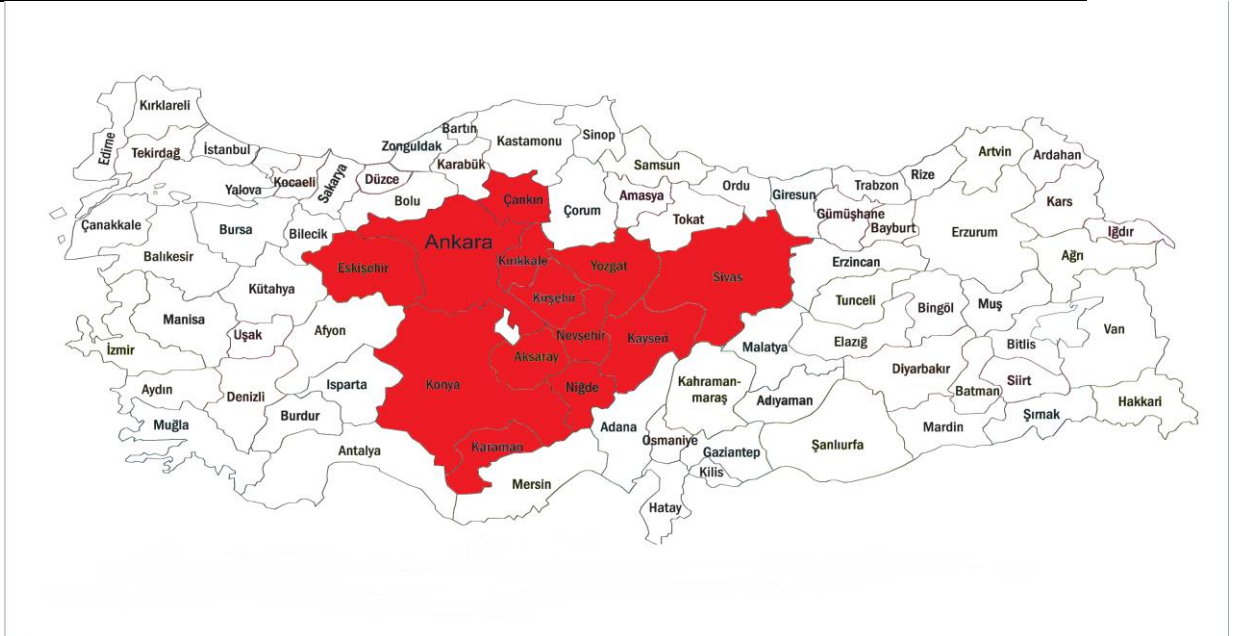 Kırklareli
Edirne
Tekirdağ
İstanbul
Kocaeli
Yalova
Sakarya
Düzce
Zonguldak
Bartın
Karabük
Kastamonu
Sinop
Samsun
Çankırı
Çorum
Amasya
Tokat
Ordu
Giresun
Trabzon
Rize
Artvin
Ardahan
Kars
Iğdır
Gümüşhane
Bayburt
Erzurum
Ağrı
Erzincan
Çanakkale
Balıkesir
Bursa
Bilecik
Bolu
Ankara
Eskişehir
Kırıkkale
Yozgat
Sivas
Kütahya
Kırşehir
Manisa
Uşak
Afyon
Nevşehir
Kayseri
Aksaray
Niğde
Konya
Karaman
İzmir
Aydın
Denizli
Isparta
Burdur
Muğla
Antalya
Mersin
Adana
Kahraman-
maraş
Osmaniye
Gaziantep
Kilis
Hatay
Malatya
Adıyaman
Şanlıurfa
Tunceli
Elazığ
Bingöl
Muş
Bitlis
Van
Diyarbakır
Batman
Siirt
Mardin
Şırnak
Hakkari